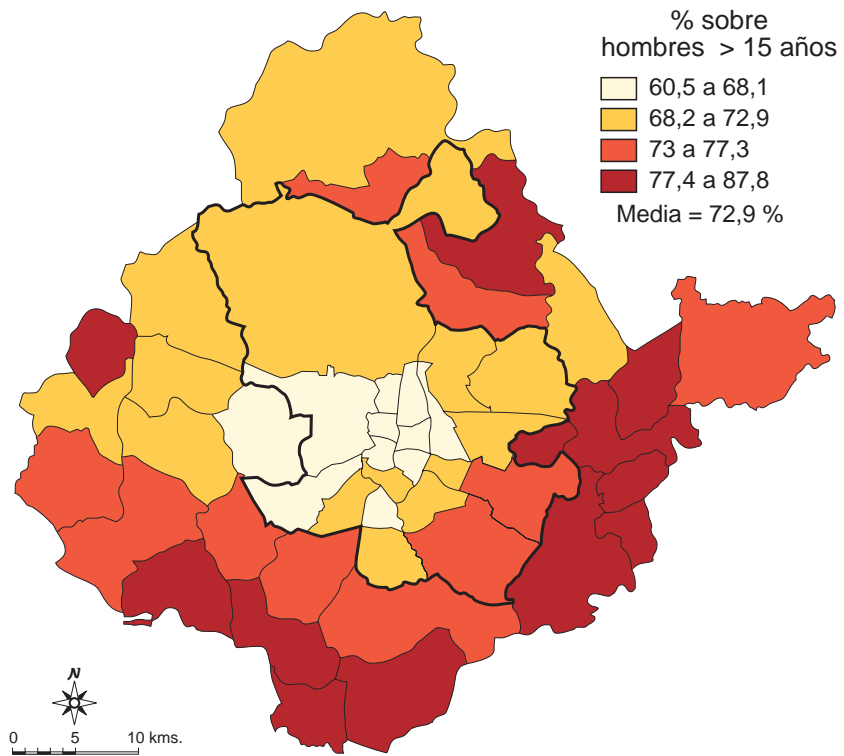 % sobre
hombres > 15 años
60,5 a 68,1
68,2 a 72,9
73 a 77,3
77,4 a 87,8
Media = 72,9 %
N
0 5 10 kms.